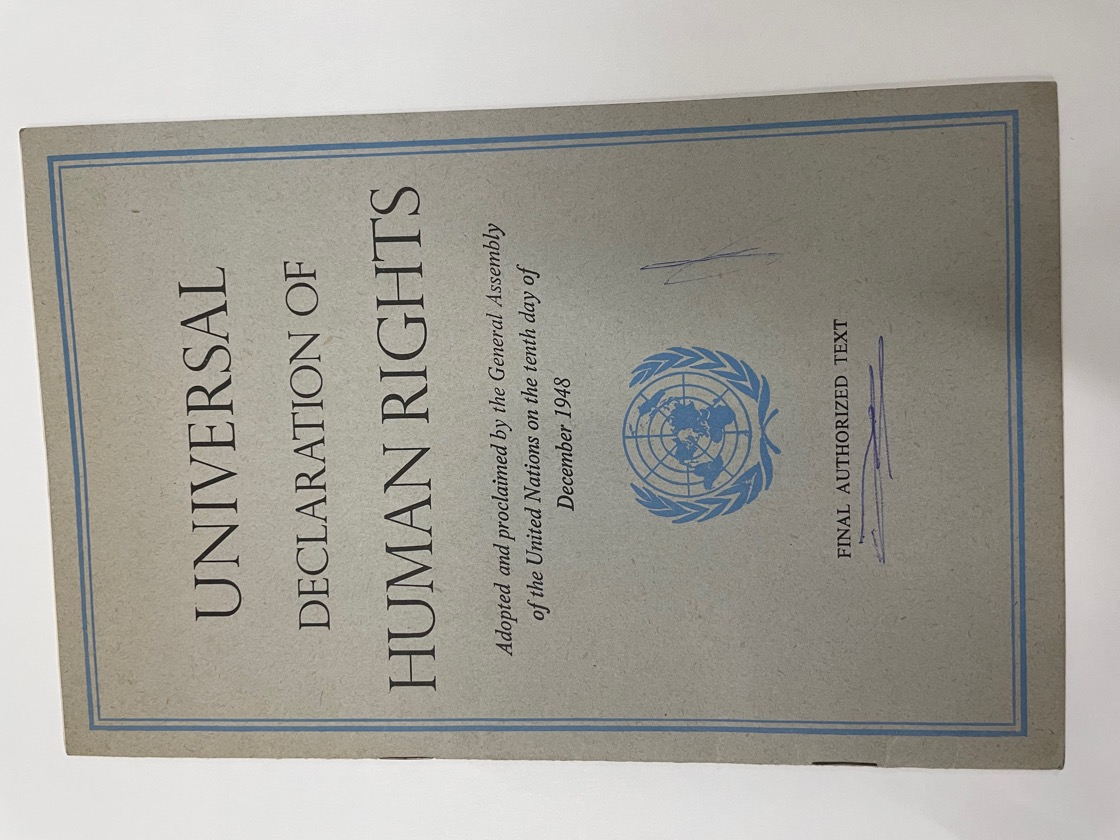 UNIVERSAL
DECLARATION OF
HUMAN RIGHTS
Adopted and proclaimed by the General Assembly
of the United Nations on the tenth day of
December 1948
FINAL AUTHORIZED TEXT